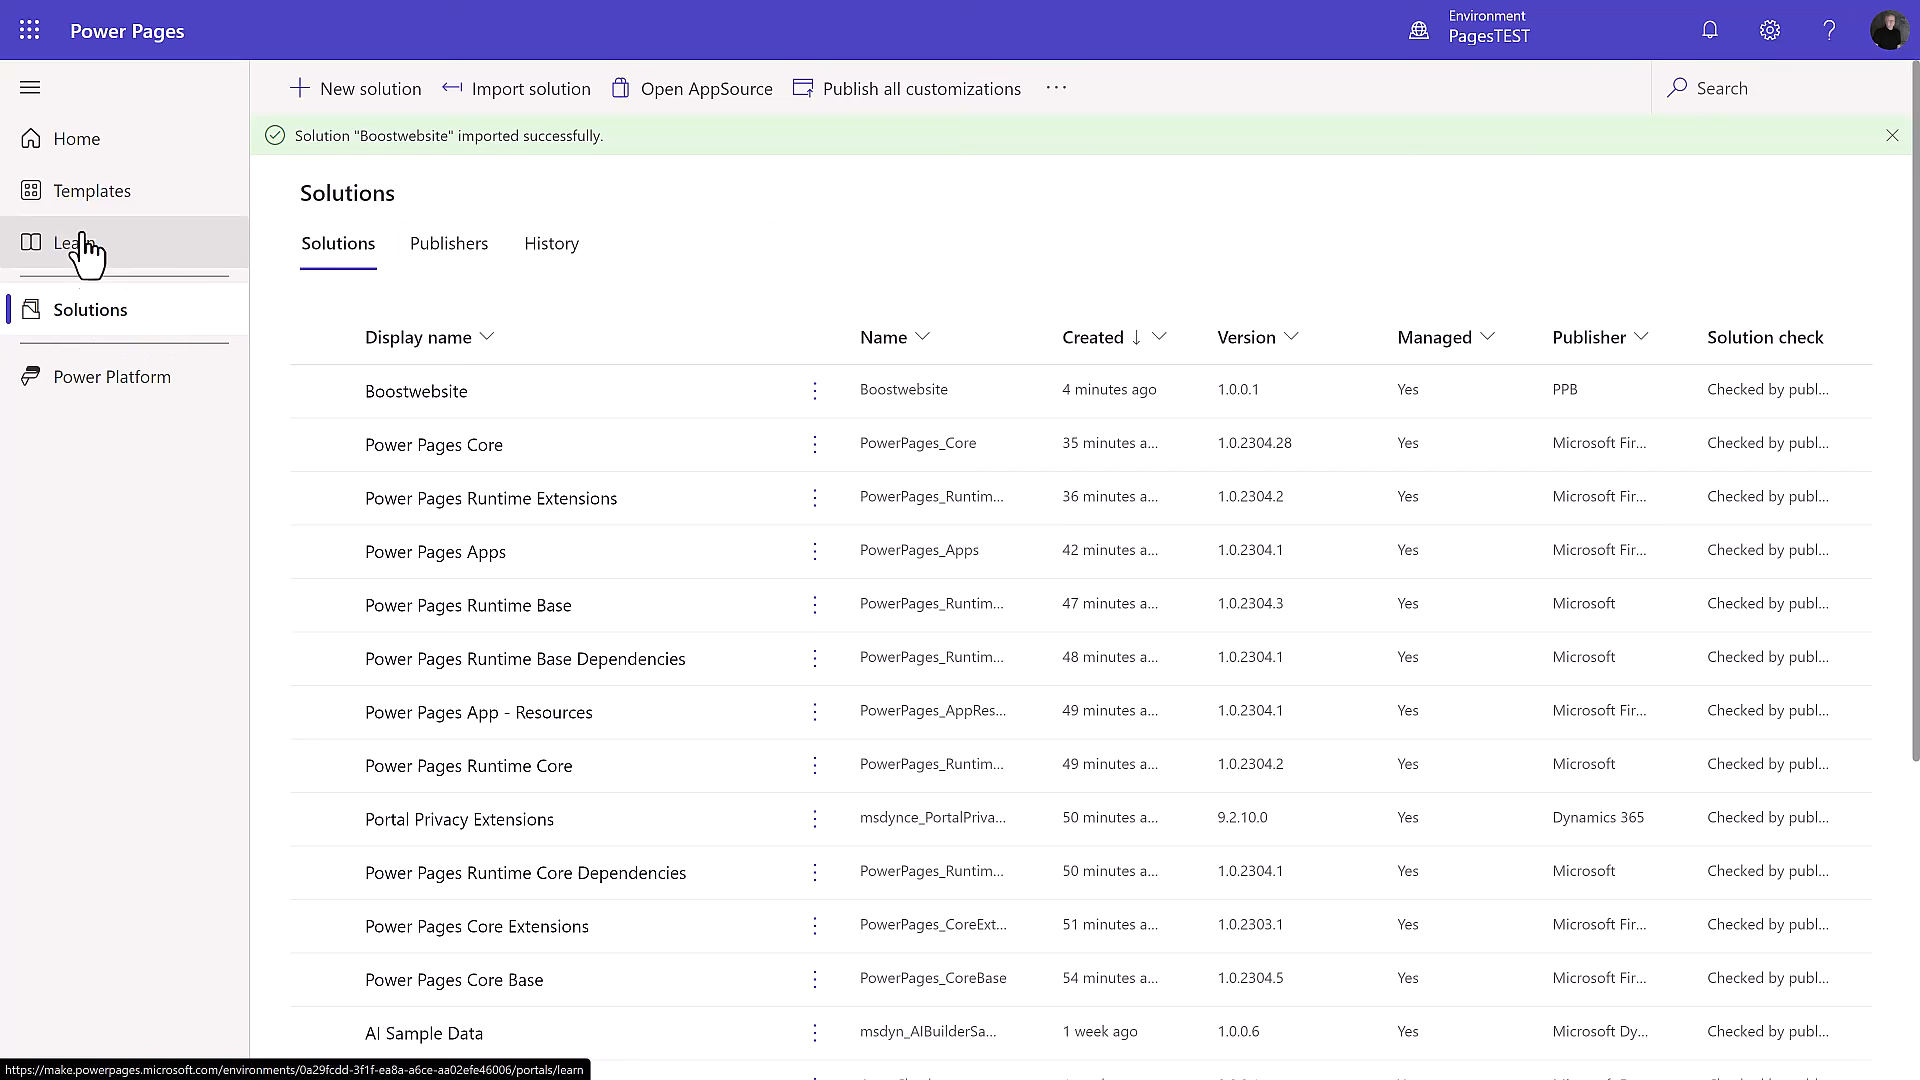 Power Pages
Environment
PagesTEST
New solution
Import solution
Open AppSource
Publish all customizations
Search
Solution "Boostwebsite" imported successfully.
Home
Templates
Solutions
Power Platform
Solutions
Solutions Publishers History
Display name Name Created Version Managed Publisher Solution check
Boostwebsite Boostwebsite 4 minutes ago 1.0.0.1 Yes PPB Checked by publ...
Power Pages Core PowerPages_Core 35 minutes a... 1.0.2304.28 Yes Microsoft Fir... Checked by publ...
Power Pages Runtime Extensions PowerPages_Runtim... 36 minutes a... 1.0.2304.2 Yes Microsoft Fir... Checked by publ...
Power Pages Apps PowerPages_Apps 42 minutes a... 1.0.2304.1 Yes Microsoft Fir... Checked by publ...
Power Pages Runtime Base PowerPages_Runtim... 47 minutes a... 1.0.2304.3 Yes Microsoft Checked by publ...
Power Pages Runtime Base Dependencies PowerPages_Runtim... 48 minutes a... 1.0.2304.1 Yes Microsoft Checked by publ...
Power Pages App - Resources PowerPages_AppRes... 49 minutes a... 1.0.2304.1 Yes Microsoft Fir... Checked by publ...
Power Pages Runtime Core PowerPages_Runtim... 49 minutes a... 1.0.2304.2 Yes Microsoft Checked by publ...
Portal Privacy Extensions msdynce_PortalPriva... 50 minutes a... 9.2.10.0 Yes Dynamics 365 Checked by publ...
Power Pages Runtime Core Dependencies PowerPages_Runtim... 50 minutes a... 1.0.2304.1 Yes Microsoft Checked by publ...
Power Pages Core Extensions PowerPages_CoreExt... 51 minutes a... 1.0.2303.1 Yes Microsoft Fir... Checked by publ...
Power Pages Core Base PowerPages_CoreBase 54 minutes a... 1.0.2304.5 Yes Microsoft Fir... Checked by publ...
AI Sample Data msdyn_AIBuilderSa... 1 week ago 1.0.0.6 Yes Microsoft Dy... Checked by publ...
https://make.powerpages.microsoft.com/environments/0a29fcdd-3f1f-ea8a-a6ce-aa02efe46006/portals/learn